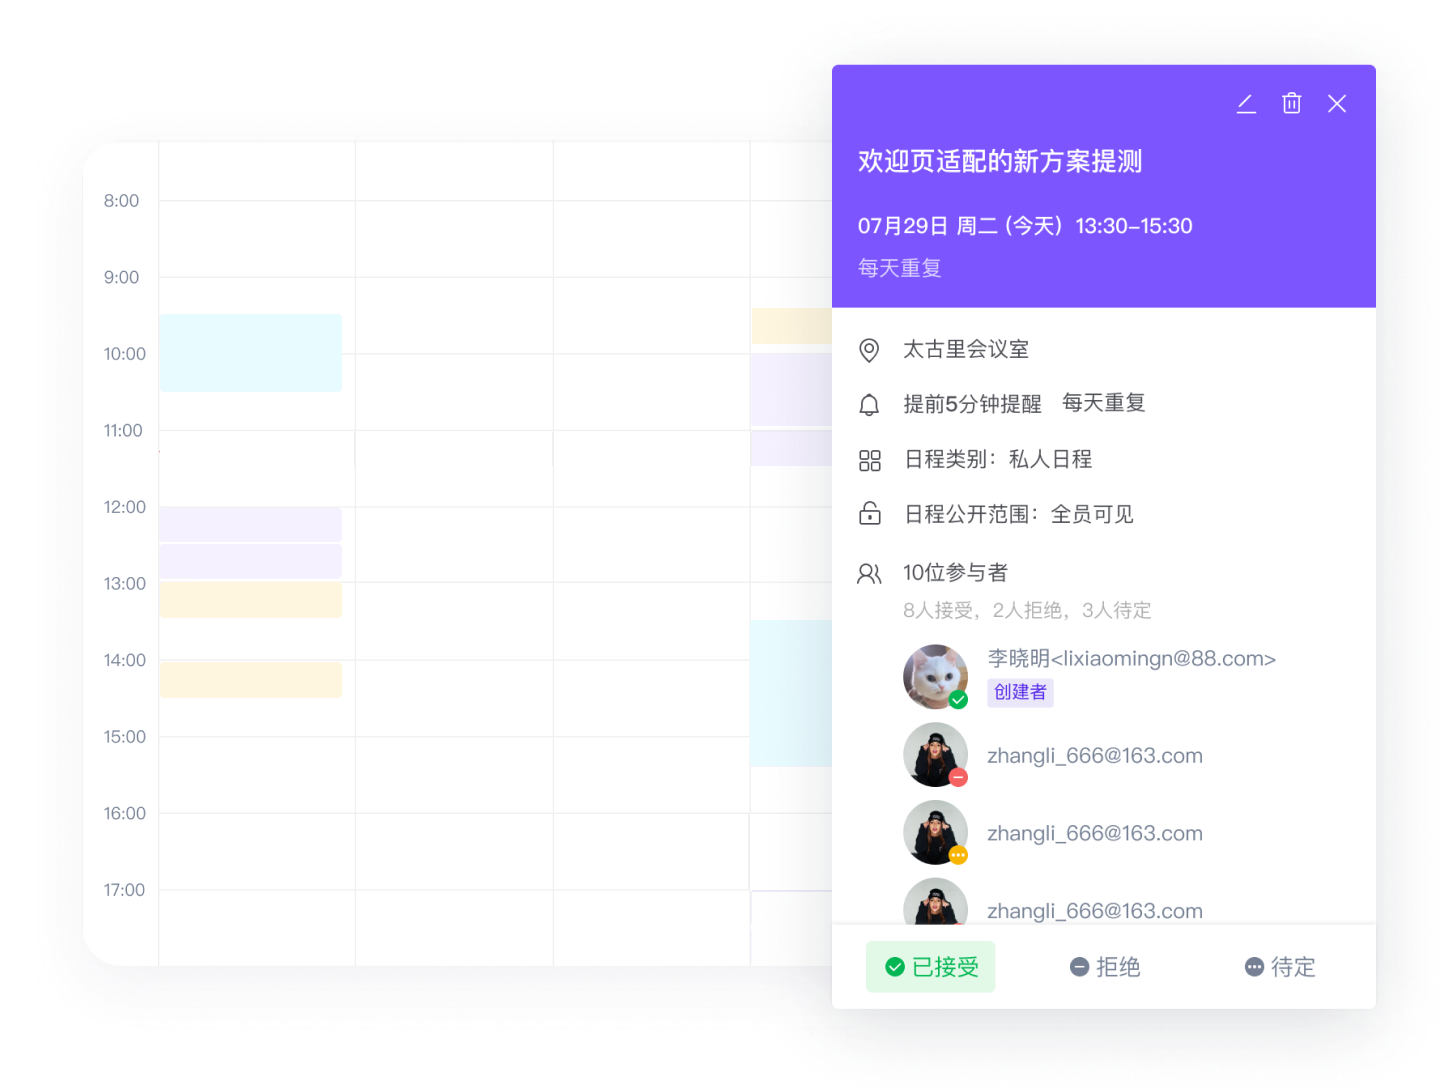 8:00
9:00
10:00
11:00
12:00
13:00
14:00
15:00
16:00
17:00
欢迎页适配的新方案提测
07月29日 周二 (今天) 13:30-15:30
每天重复
太古里会议室
提前5分钟提醒 每天重复
日程类别：私人日程
日程公开范围：全员可见
10位参与者
8人接受，2人拒绝，3人待定
李晓明<lixiaomingn@88.com>
创建者
zhangli_666@163.com
zhangli_666@163.com
zhangli_666@163.com
已接受 拒绝 待定